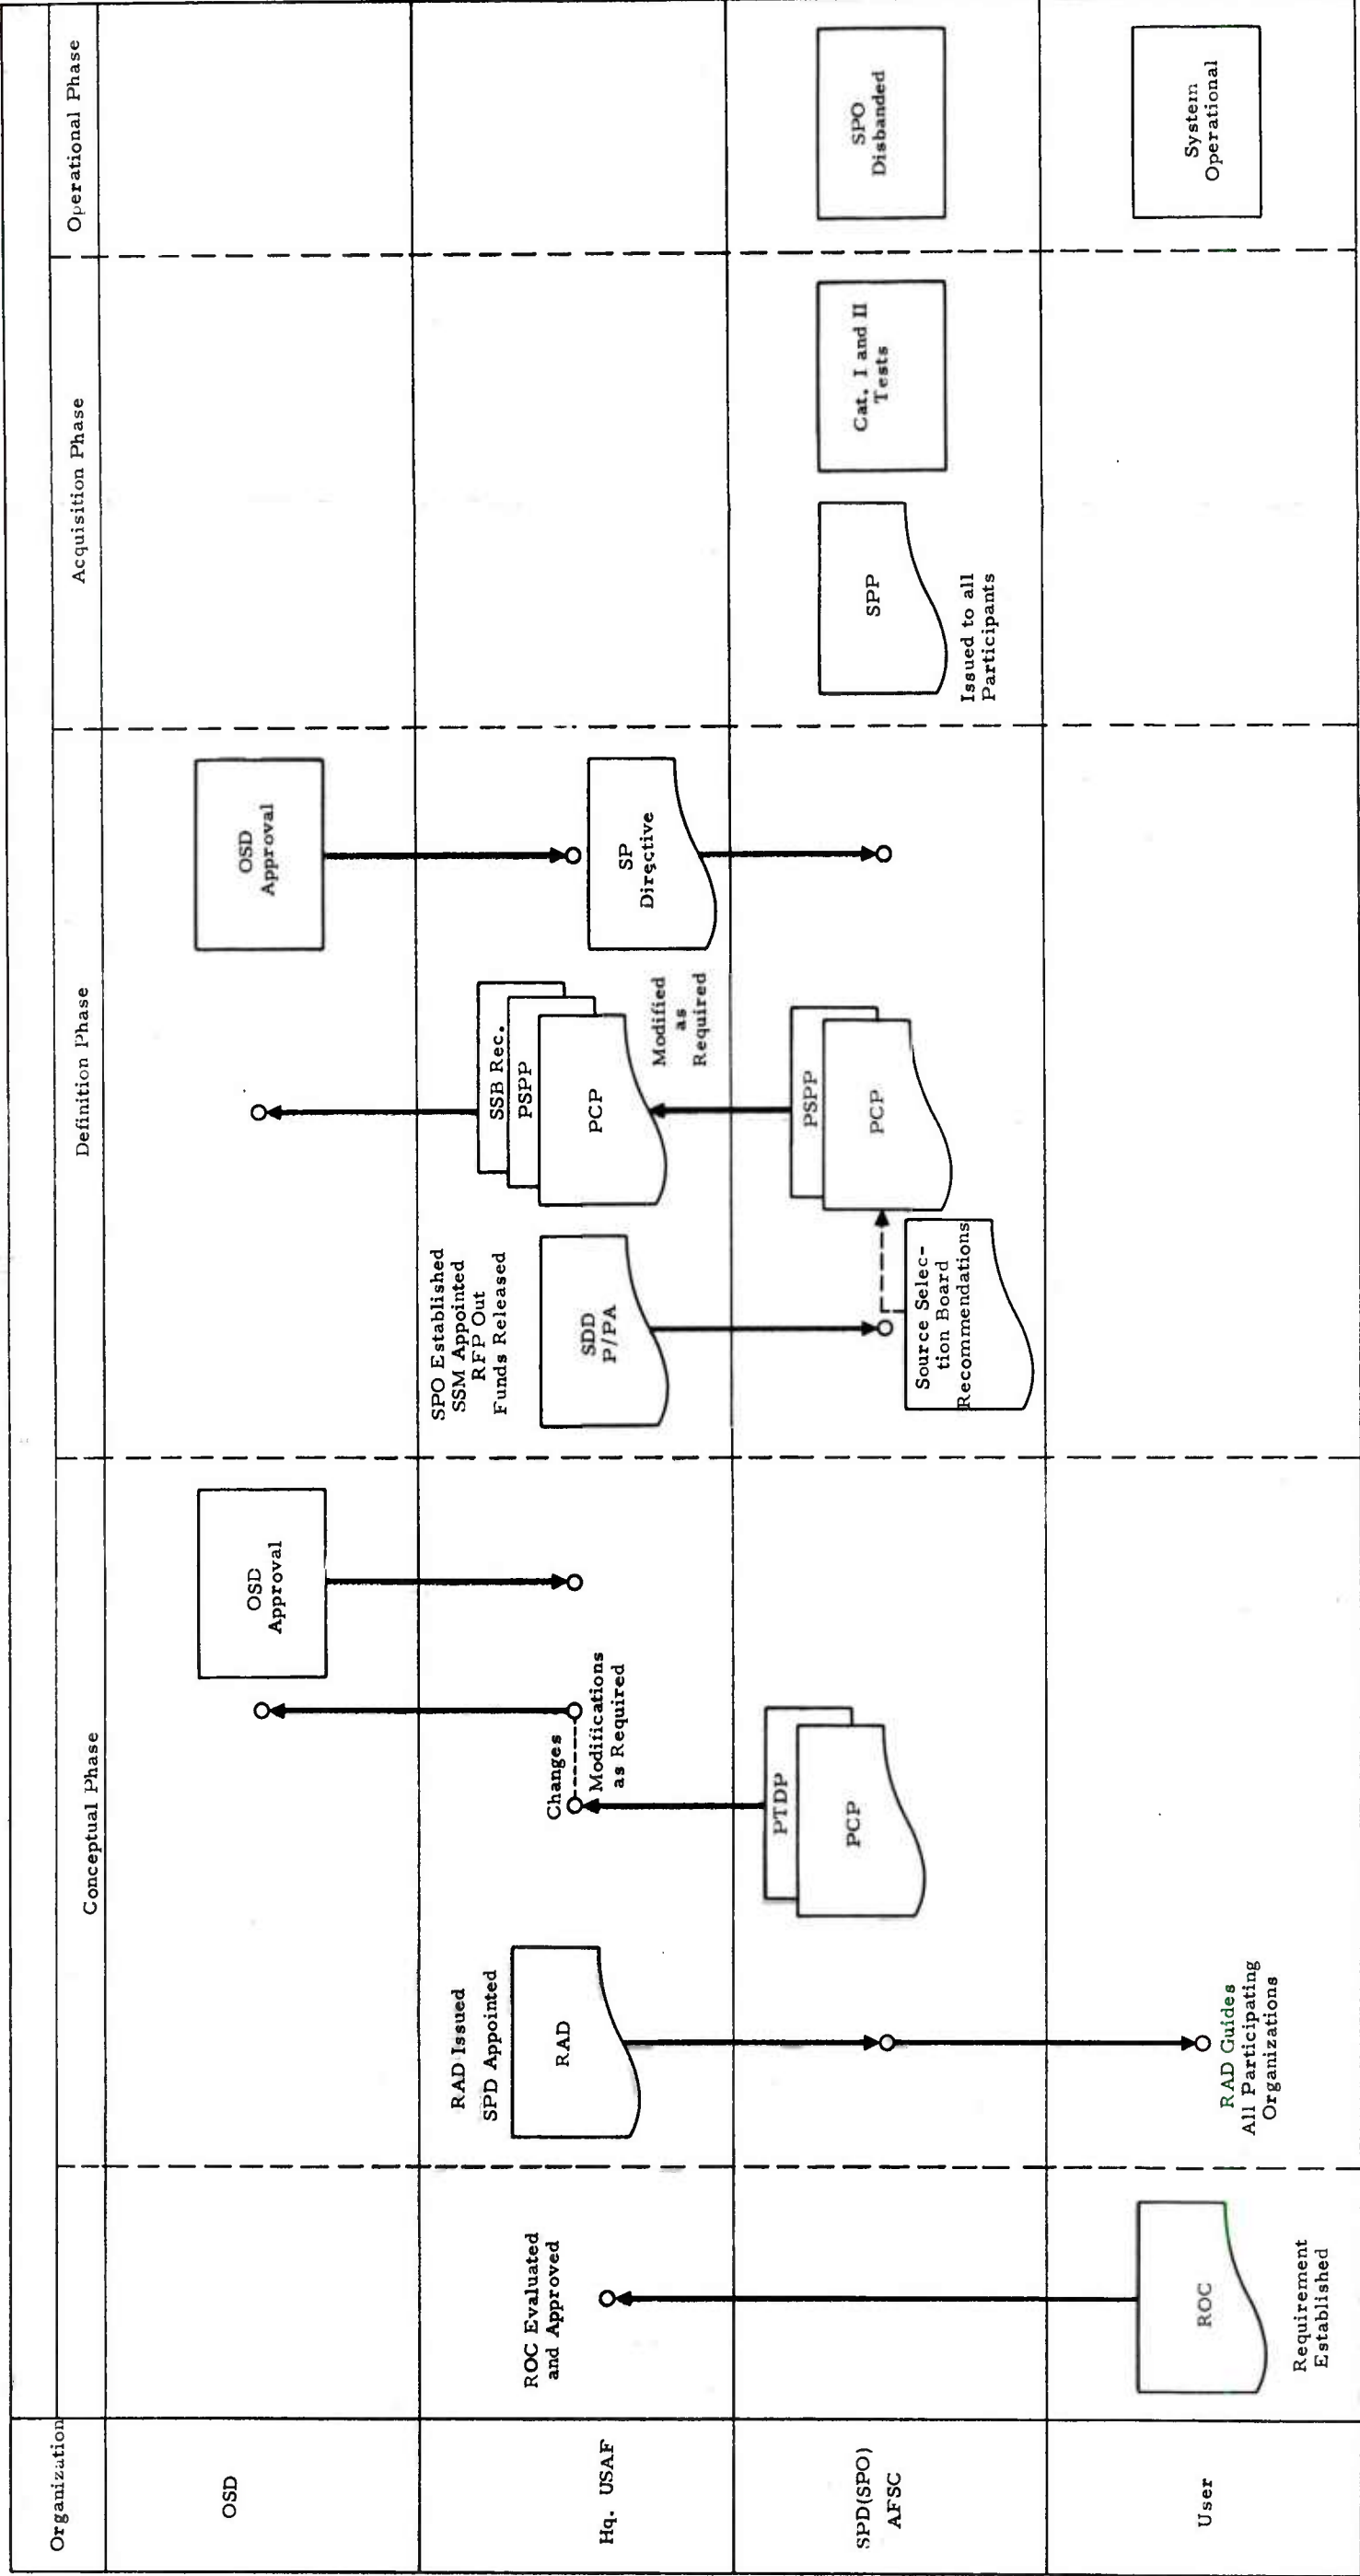 Organization
Conceptual Phase
Definition Phase
Acquisition Phase
Operational Phase
OSD
OSD
Approval
OSD
Approval
Hq. USAF
ROC Evaluated
and Approved
RAD Issued
SPD Appointed
RAD
Changes
Modifications
as Required
SPO Established
SSM Appointed
RFP Out
Funds Released
SDD
P/PA
SSB Rec.
PSPP
PCP
Modified
as
Required
SP
Directive
SPD(SPO)
AFSC
PTDP
PCP
Source Selec-
tion Board
Recommendations
PSPP
PCP
SPP
Issued to all
Participants
Cat. I and II
Tests
SPO
Disbanded
User
ROC
Requirement
Established
RAD Guides
All Participating
Organizations
System
Operational